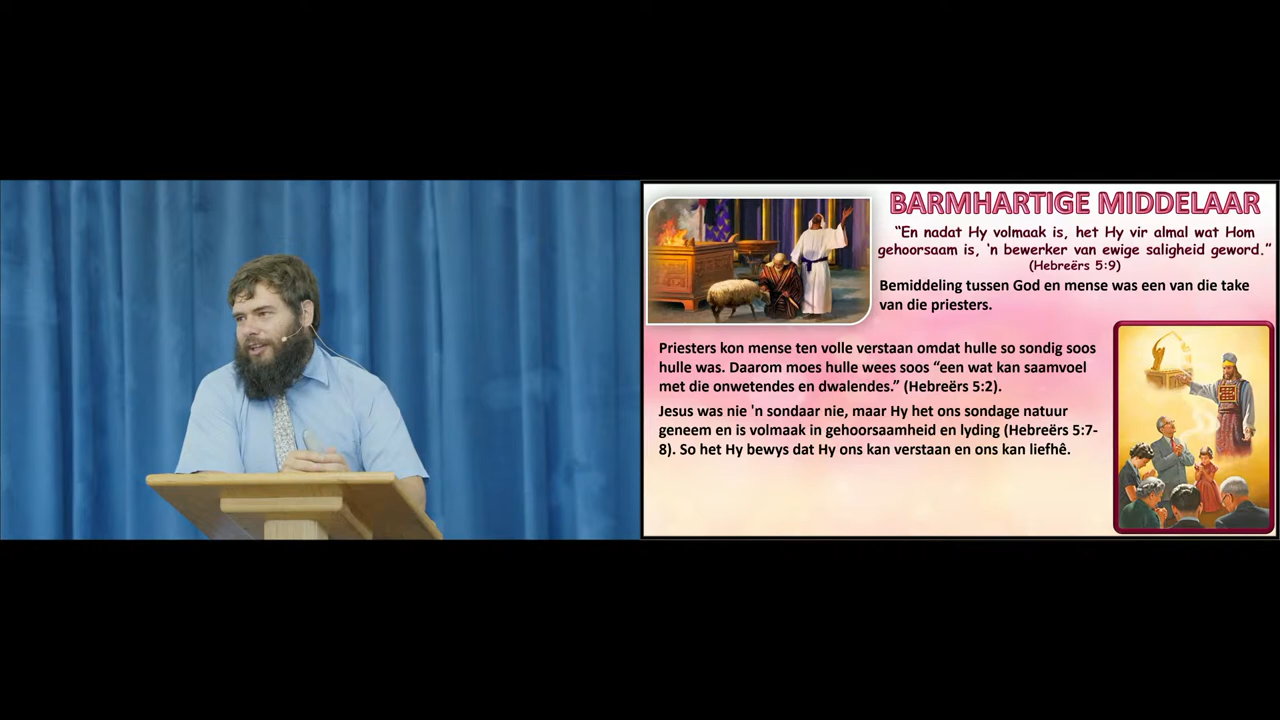 BARMHARTIGE MIDDELAAR
“En nadat Hy volmaak is, het Hy vir almal wat Hom
gehoorsaam is, ‘n bewerker van ewige saligheid geword.”
(Hebreërs 5:9)
Bemiddeling tussen God en mense was een van die take
van die priesters.
Priesters kon mense ten volle verstaan omdat hulle so sondig soos
hulle was. Daarom moes hulle wees soos “een wat kan saamvoel
met die onwetendes en dwalendes.” (Hebreërs 5:2).
Jesus was nie 'n sondaar nie, maar Hy het ons sondage natuur
geneem en is volmaak in gehoorsaamheid en lyding (Hebreërs 5:7-
8). So het Hy bewys dat Hy ons kan verstaan en ons kan liefhê.